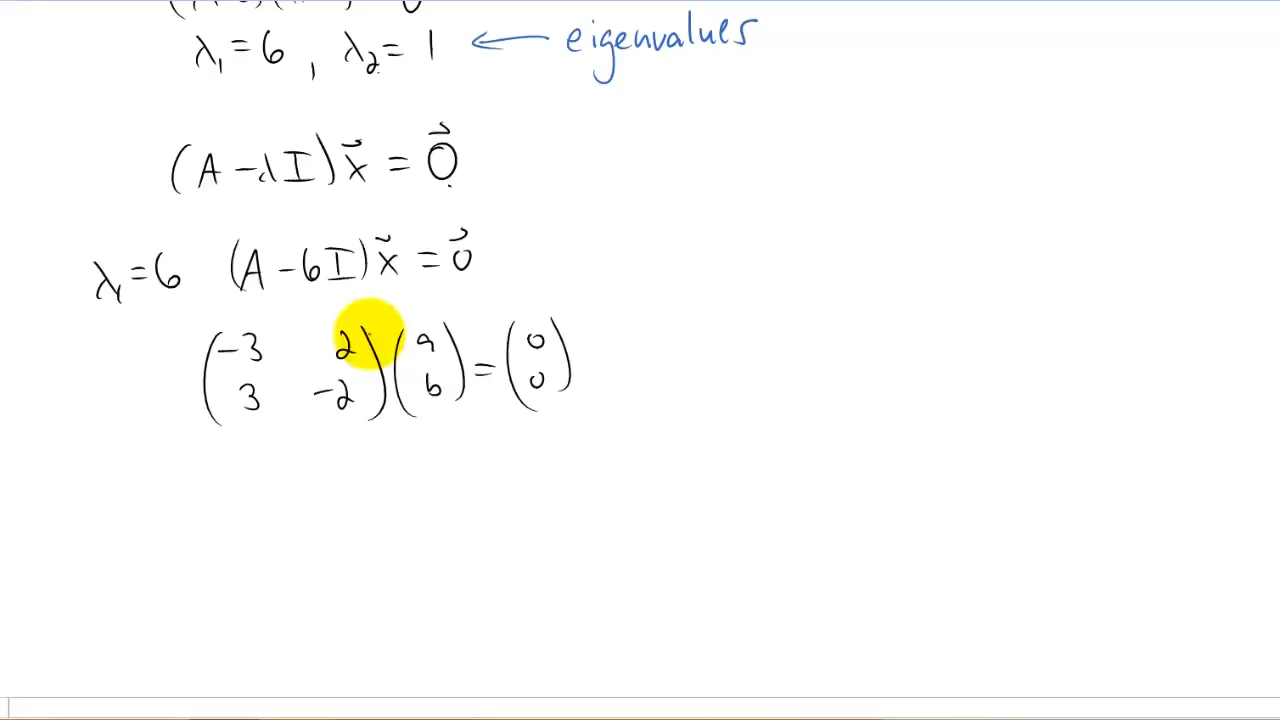 λ₁ = 6 , λ₂ = 1 ← eigenvalues
(A - λI)x⃗ = 0⃗
λ₁ = 6 (A - 6I)x⃗ = 0⃗
(-3 2) (a) = (0)
(3 -2) (b) (0)